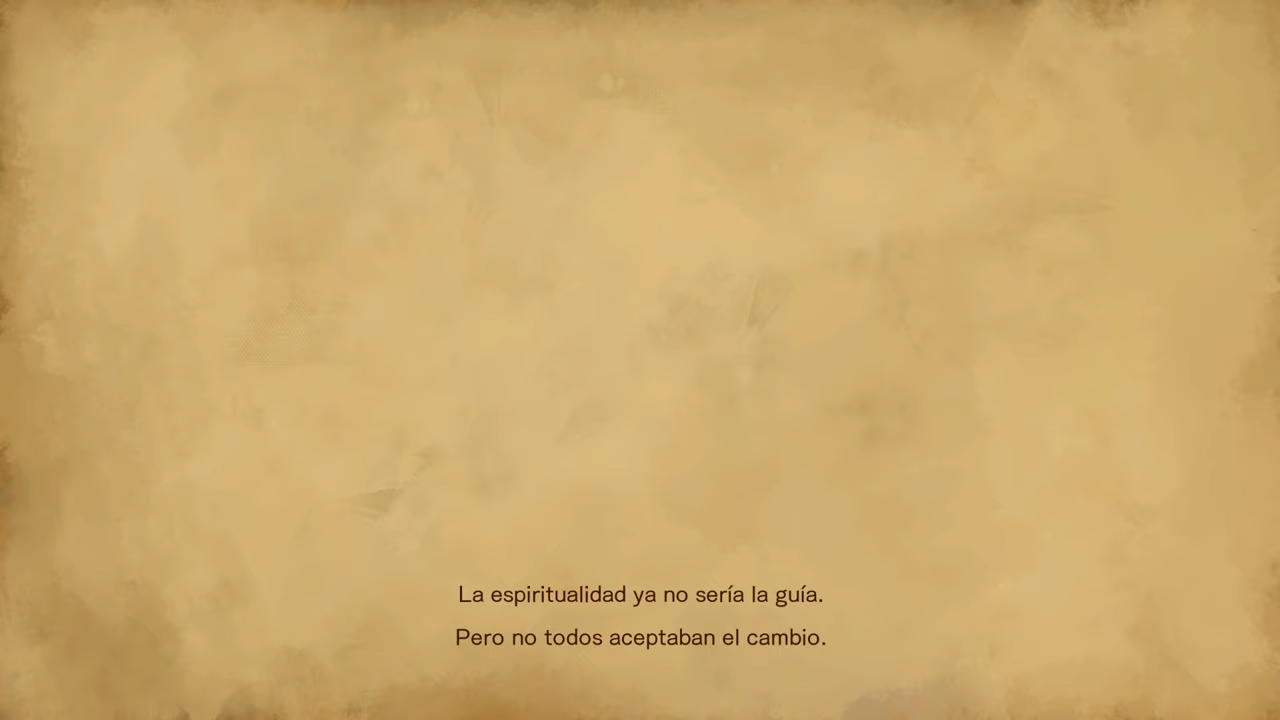 La espiritualidad ya no sería la guía.
Pero no todos aceptaban el cambio.